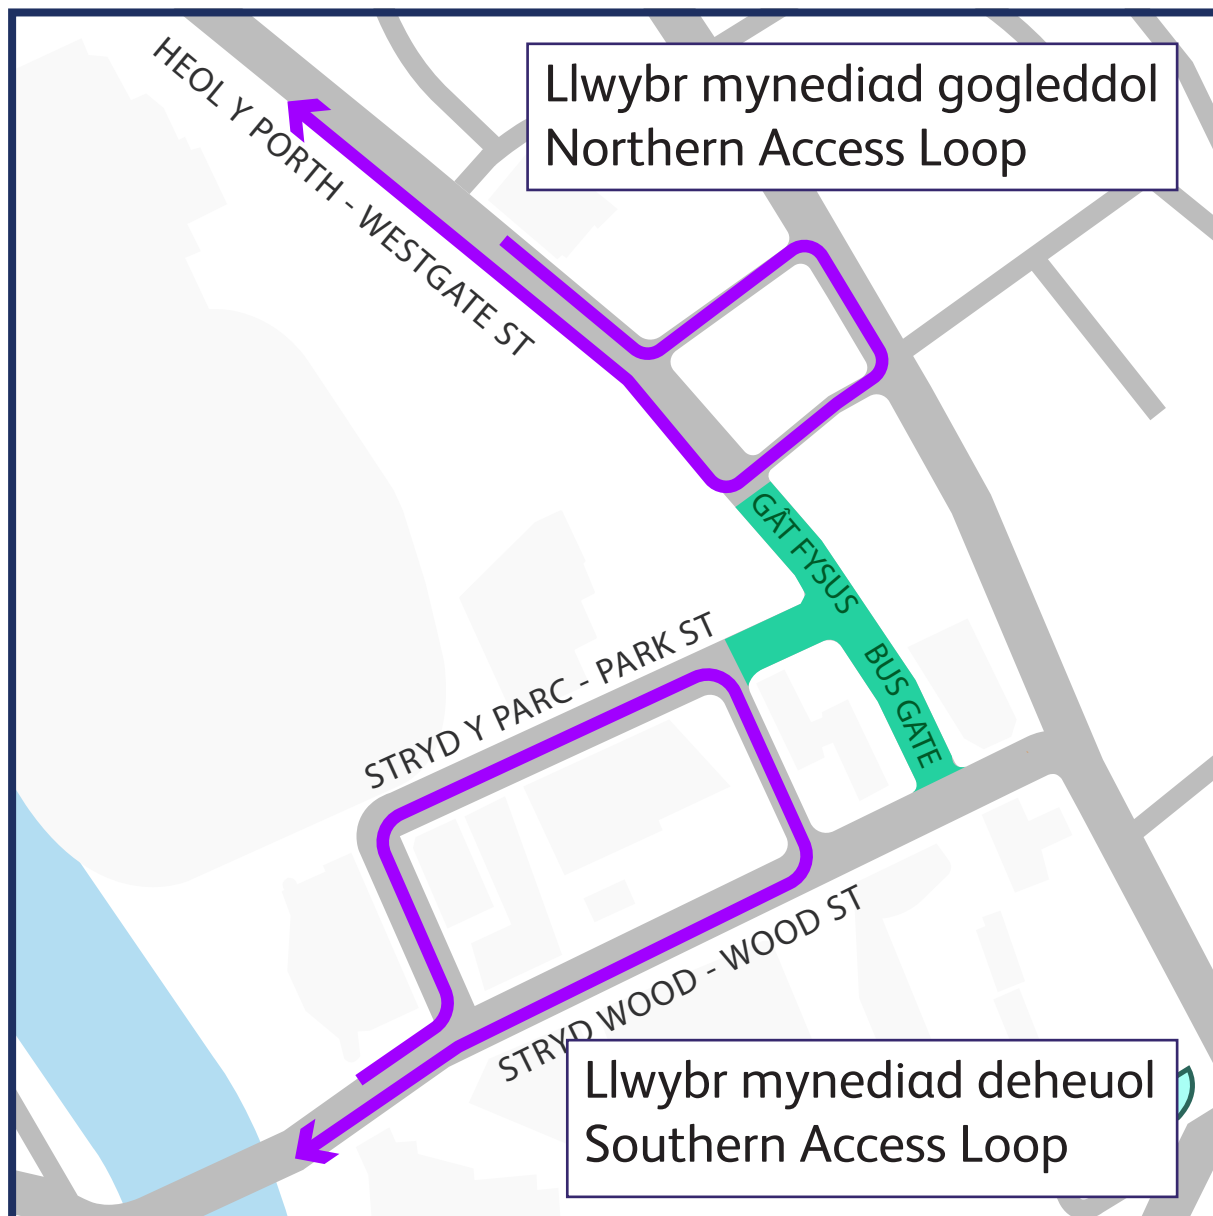 HEOL Y PORTH - WESTGATE ST
Llwybr mynediad gogleddol
Northern Access Loop
GÂT FYSUS
BUS GATE
STRYD Y PARC - PARK ST
STRYD WOOD - WOOD ST
Llwybr mynediad deheuol
Southern Access Loop